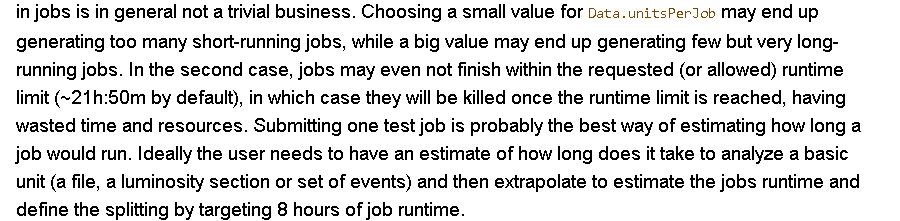 in jobs is in general not a trivial business. Choosing a small value for Data.unitsPerJob may end up
generating too many short-running jobs, while a big value may end up generating few but very long-
running jobs. In the second case, jobs may even not finish within the requested (or allowed) runtime
limit (~21h:50m by default), in which case they will be killed once the runtime limit is reached, having
wasted time and resources. Submitting one test job is probably the best way of estimating how long a
job would run. Ideally the user needs to have an estimate of how long does it take to analyze a basic
unit (a file, a luminosity section or set of events) and then extrapolate to estimate the jobs runtime and
define the splitting by targeting 8 hours of job runtime.